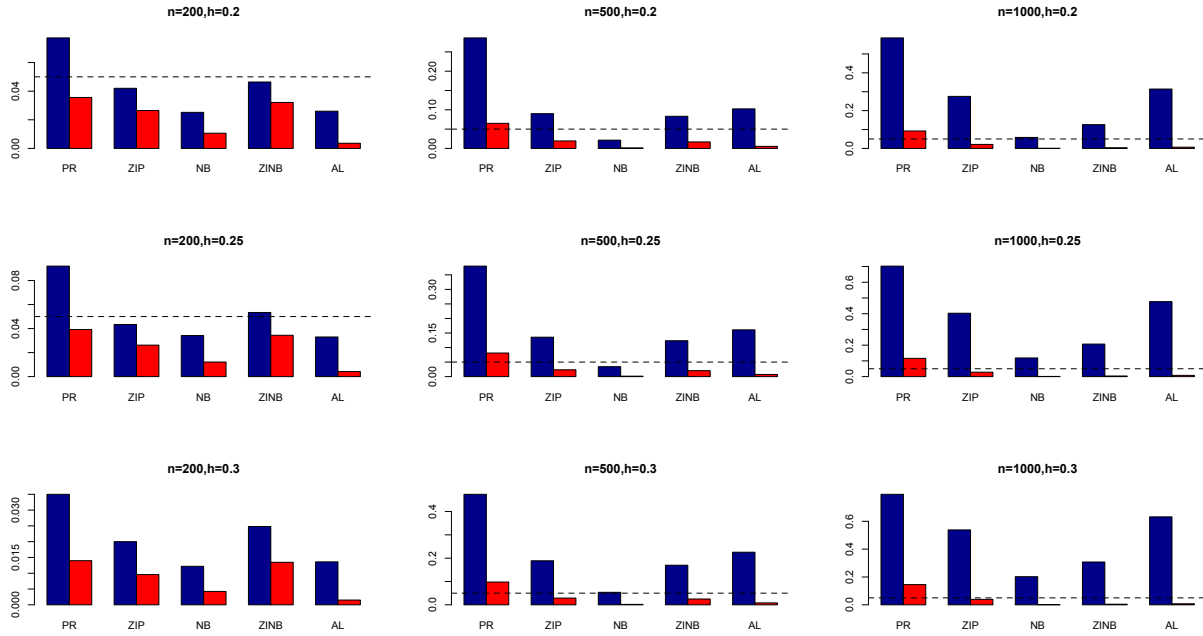 n=200,h=0.2
n=500,h=0.2
n=1000,h=0.2
0.00 0.04
0.00 0.10 0.20
0.0 0.2 0.4
PR ZIP NB ZINB AL
PR ZIP NB ZINB AL
PR ZIP NB ZINB AL
n=200,h=0.25
n=500,h=0.25
n=1000,h=0.25
0.00 0.04 0.08
0.00 0.15 0.30
0.0 0.2 0.4 0.6
PR ZIP NB ZINB AL
PR ZIP NB ZINB AL
PR ZIP NB ZINB AL
n=200,h=0.3
n=500,h=0.3
n=1000,h=0.3
0.000 0.015 0.030
0.0 0.2 0.4
0.0 0.2 0.4 0.6
PR ZIP NB ZINB AL
PR ZIP NB ZINB AL
PR ZIP NB ZINB AL